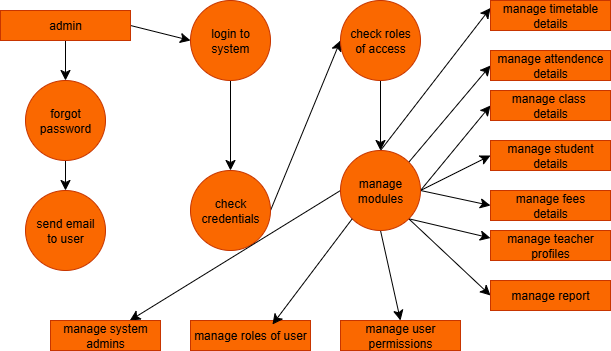 admin
login to
system
check roles
of access
manage timetable
details
manage attendence
details
manage class
details
forgot
password
manage student
details
check
credentials
manage
modules
manage fees
details
send email
to user
manage teacher
profiles
manage report
manage system
admins
manage roles of user
manage user
permissions